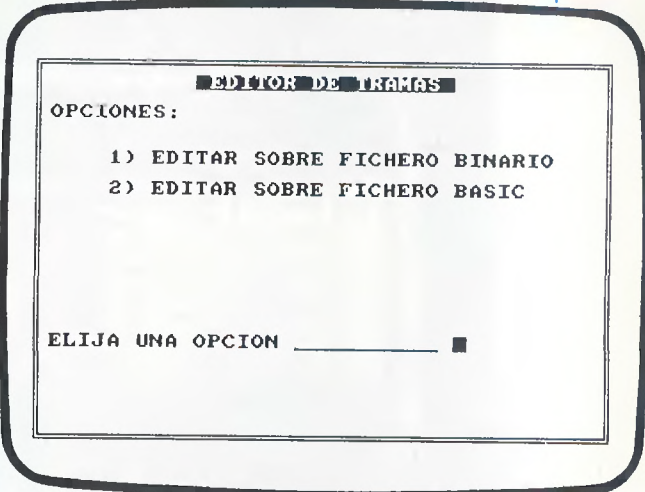 EDITOR DE TRAMAS
OPCIONES:
1) EDITAR SOBRE FICHERO BINARIO
2) EDITAR SOBRE FICHERO BASIC
ELIJA UNA OPCION